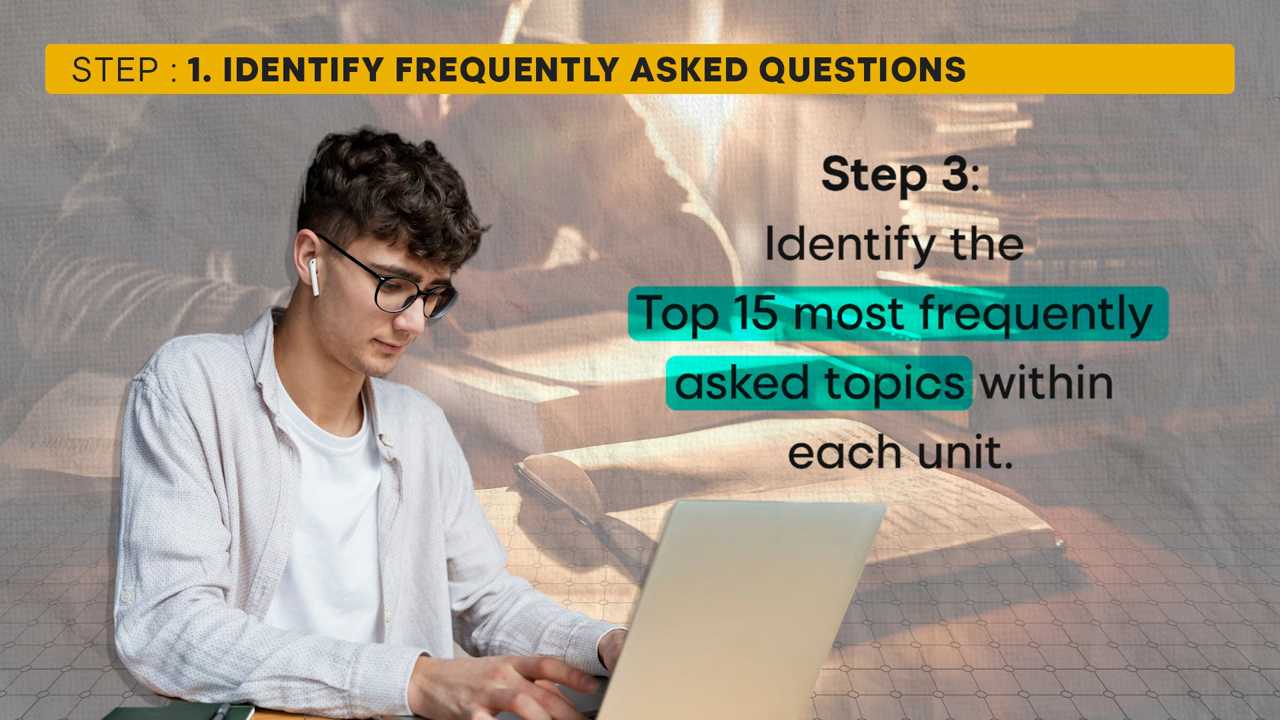 STEP : 1. IDENTIFY FREQUENTLY ASKED QUESTIONS
Step 3:
Identify the
Top 15 most frequently
asked topics within
each unit.